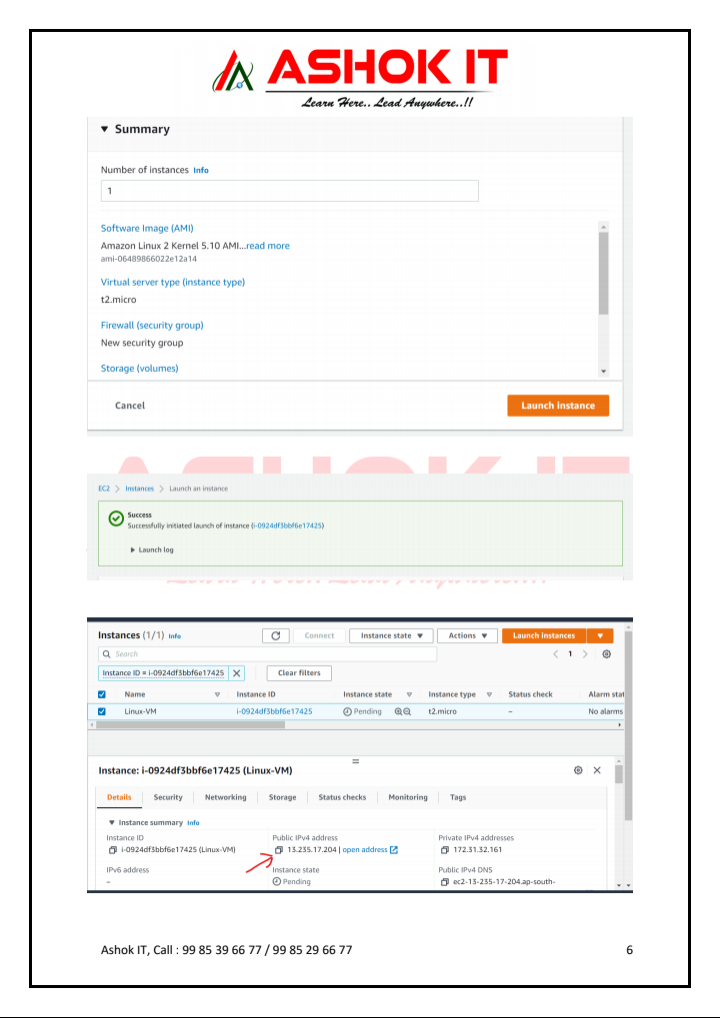 ASHOK IT
Learn Here.. Lead Anywhere..!!
Summary
Number of instances Info
1
Software Image (AMI)
Amazon Linux 2 Kernel 5.10 AMI...read more
ami-06489866022e12a14
Virtual server type (instance type)
t2.micro
Firewall (security group)
New security group
Storage (volumes)
Cancel Launch instance
ASHOK IT
EC2 > Instances > Launch an instance
Success
Successfully initiated launch of instance (i-0924df3bbf6e17425)
Launch log
Learn Here.. Lead Anywhere..!!
Instances (1/1) Info Connect Instance state Actions Launch instances
Search 1
Instance ID = i-0924df3bbf6e17425 Clear filters
Name Instance ID Instance state Instance type Status check Alarm stat
Linux-VM i-0924df3bbf6e17425 Pending t2.micro – No alarms
Instance: i-0924df3bbf6e17425 (Linux-VM)
Details Security Networking Storage Status checks Monitoring Tags
Instance summary Info
Instance ID Public IPv4 address Private IPv4 addresses
i-0924df3bbf6e17425 (Linux-VM) 13.235.17.204 | open address 172.31.32.161
IPv6 address Instance state Public IPv4 DNS
– Pending ec2-13-235-17-204.ap-south-
Ashok IT, Call : 99 85 39 66 77 / 99 85 29 66 77 6